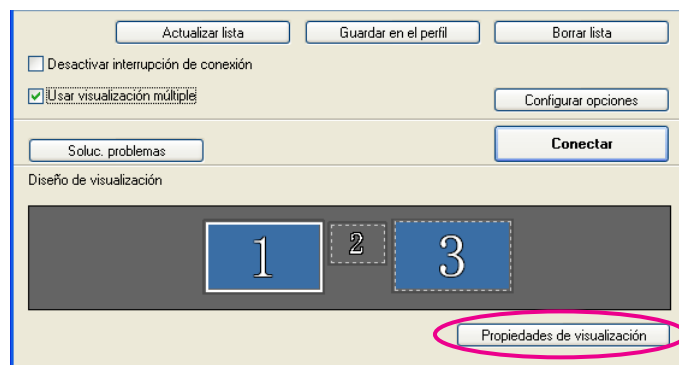 Actualizar lista Guardar en el perfil Borrar lista
Desactivar interrupción de conexión
Usar visualización múltiple
Configurar opciones
Conectar
Soluc. problemas
Diseño de visualización
1 2 3
Propiedades de visualización